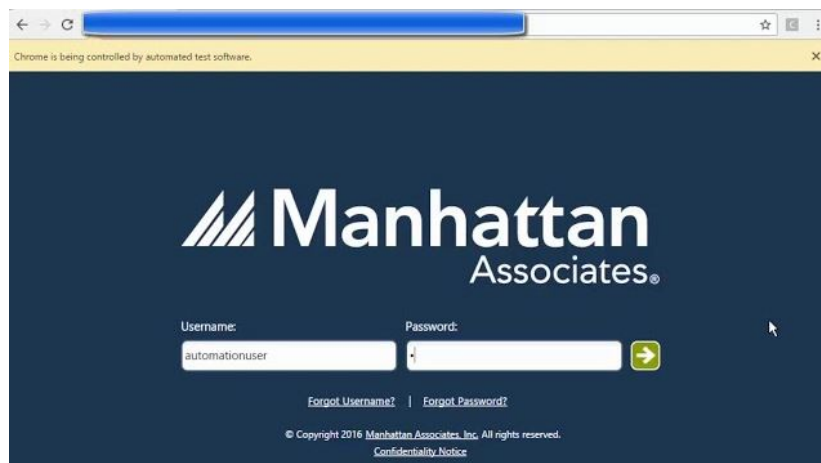 Chrome is being controlled by automated test software.
Manhattan
Associates®
Username: Password:
automationuser
Forgot Username? | Forgot Password?
© Copyright 2016 Manhattan Associates, Inc. All rights reserved.
Confidentiality Notice